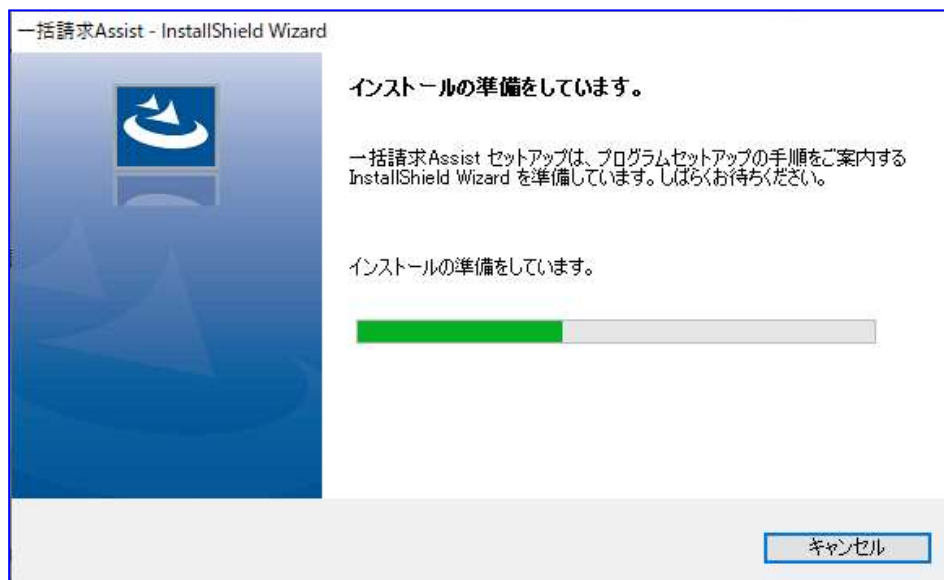 一括請求Assist - InstallShield Wizard
インストールの準備をしています。
一括請求Assist セットアップは、プログラムセットアップの手順をご案内する
InstallShield Wizard を準備しています。しばらくお待ちください。
インストールの準備をしています。
キャンセル